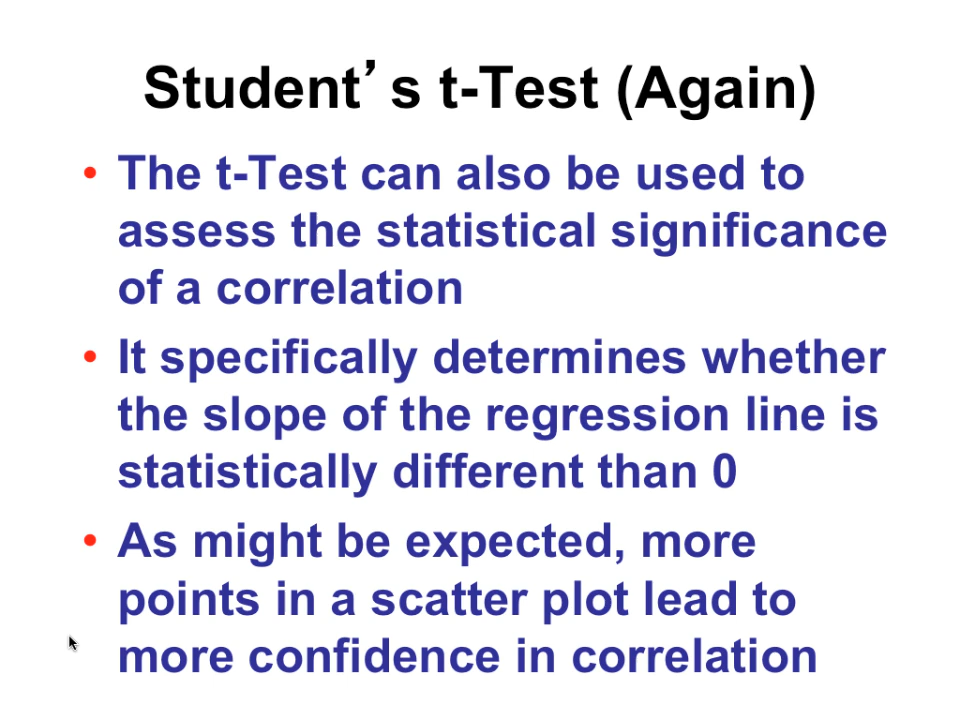 Student’s t-Test (Again)
• The t-Test can also be used to
assess the statistical significance
of a correlation
• It specifically determines whether
the slope of the regression line is
statistically different than 0
• As might be expected, more
points in a scatter plot lead to
more confidence in correlation